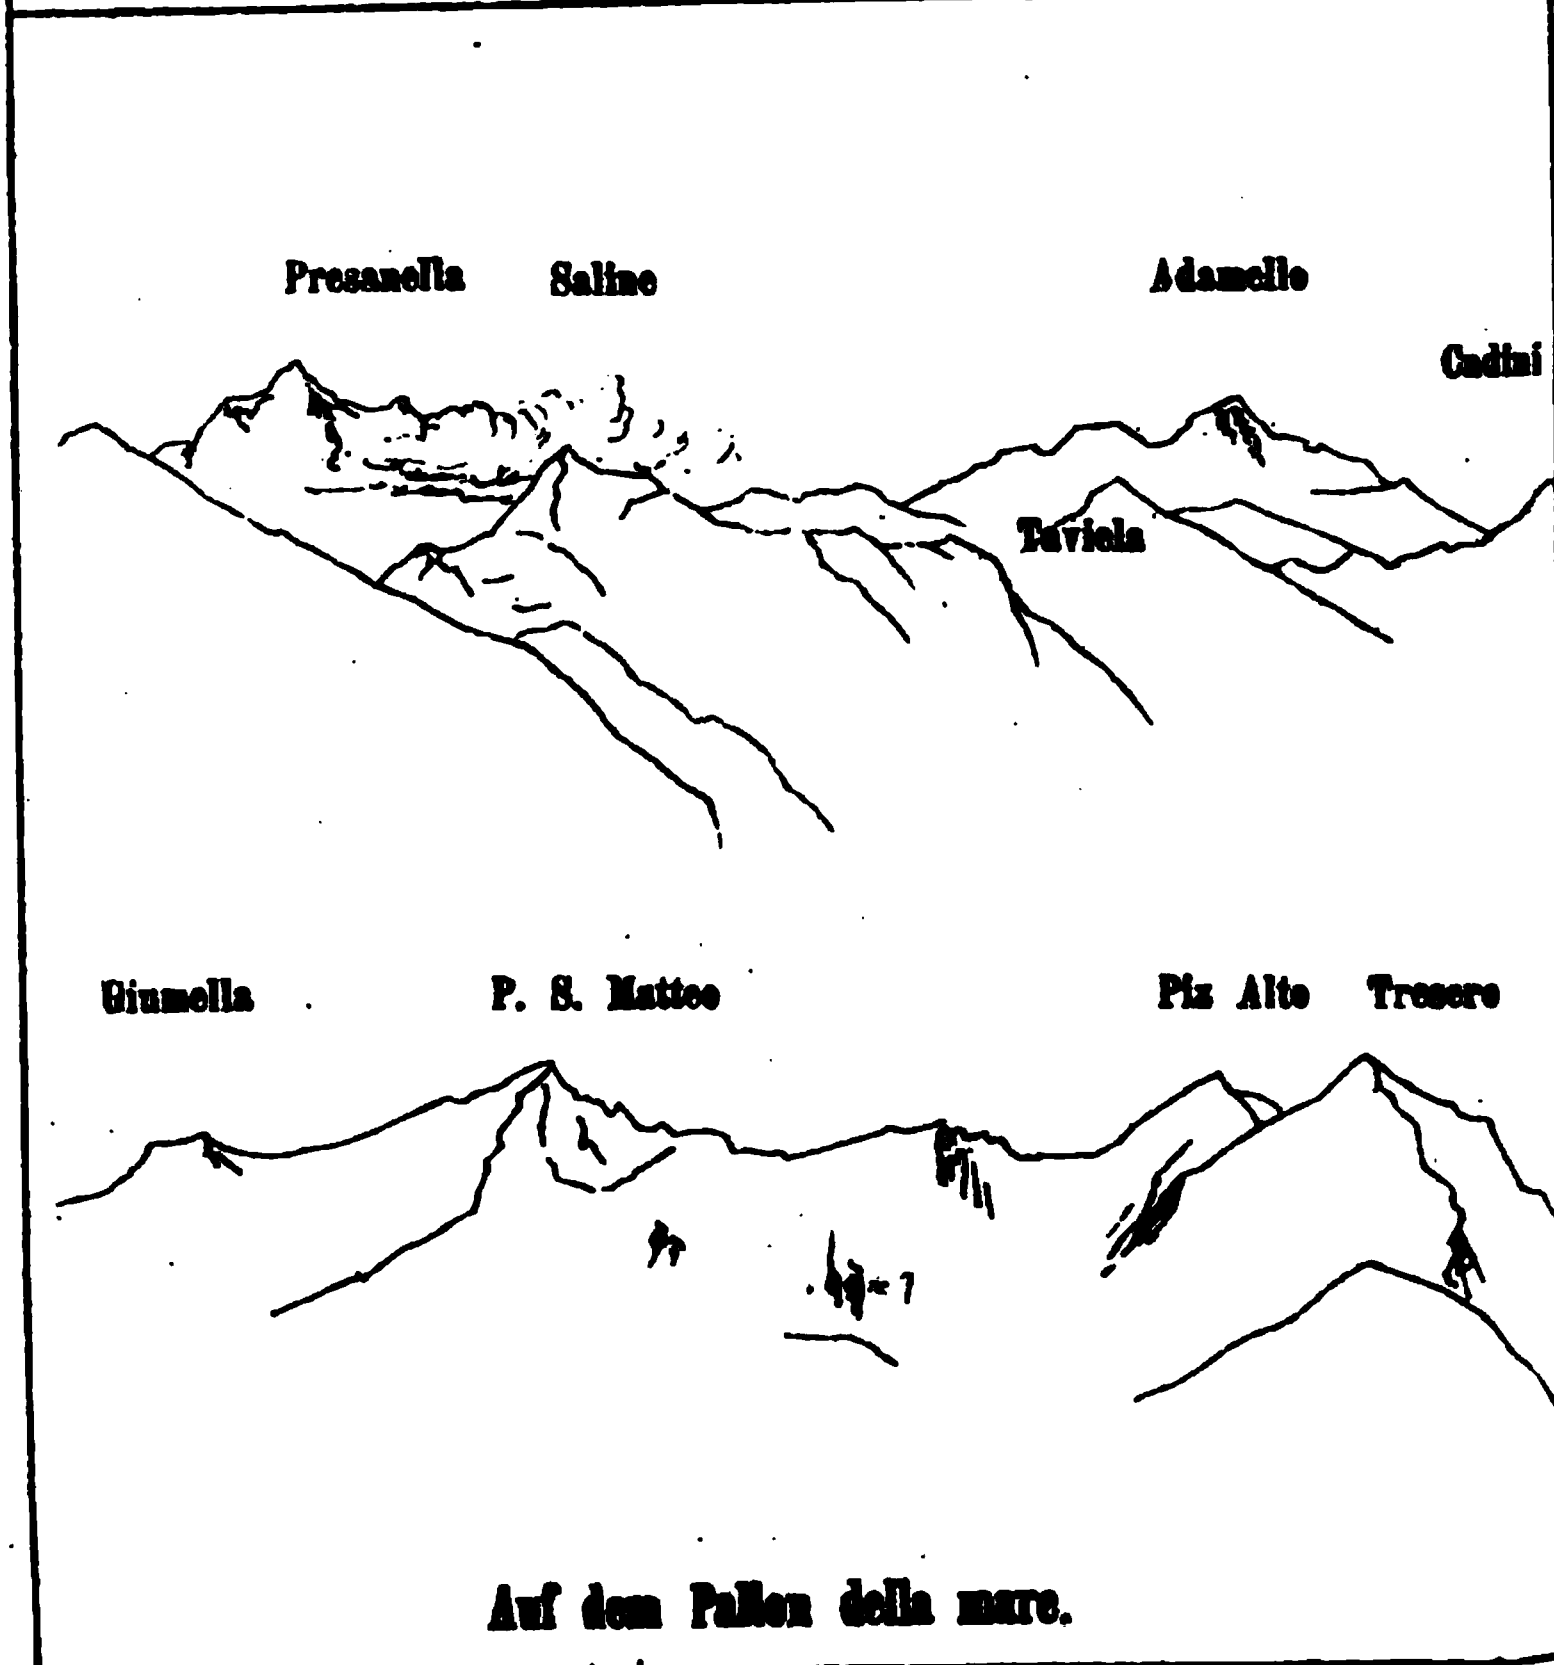 Presanella Saline Adamello
Cadini
Taviela
Giumella P. S. Matteo Piz Alto Tresero
Auf dem Pallon della mare.